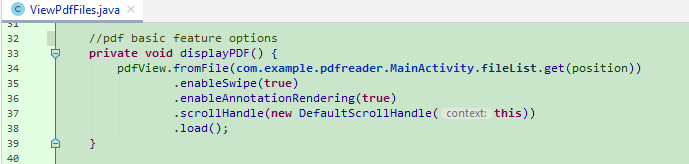 ViewPdfFiles.java ×
31
32 //pdf basic feature options
33 private void displayPDF() {
34 pdfView.fromFile(com.example.pdfreader.MainActivity.fileList.get(position))
35 .enableSwipe(true)
36 .enableAnnotationRendering(true)
37 .scrollHandle(new DefaultScrollHandle( context: this))
38 .load();
39 }
40